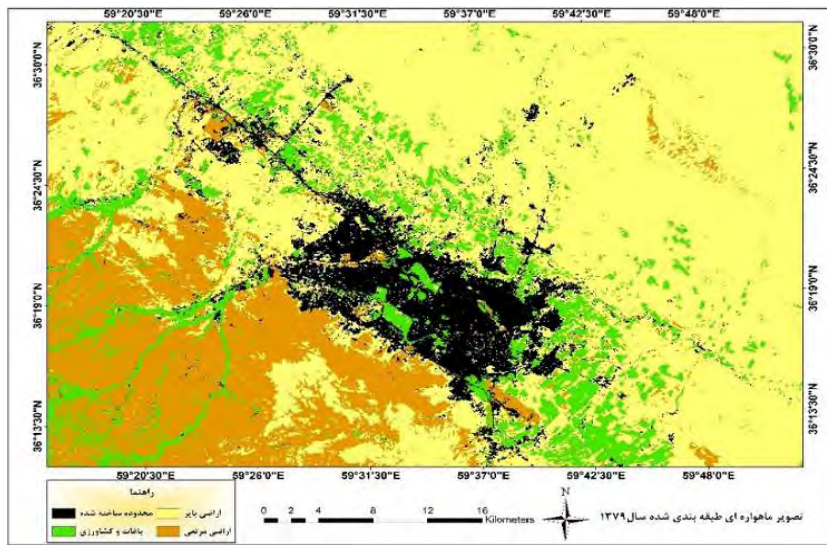 59°20'30"E 59°26'0"E 59°31'30"E 59°37'0"E 59°42'30"E 59°48'0"E
36°30'0"N 36°30'0"N
36°24'30"N 36°24'30"N
36°19'0"N 36°19'0"N
36°13'30"N 36°13'30"N
59°20'30"E 59°26'0"E 59°31'30"E 59°37'0"E 59°42'30"E 59°48'0"E
راهنما
محدوده ساخته شده اراضی بایر
باغات و کشاورزی اراضی مرتعی
0 2 4 8 12 16
Kilometers
N
تصویر ماهواره ای طبقه بندی شده سال ۱۳۷۹